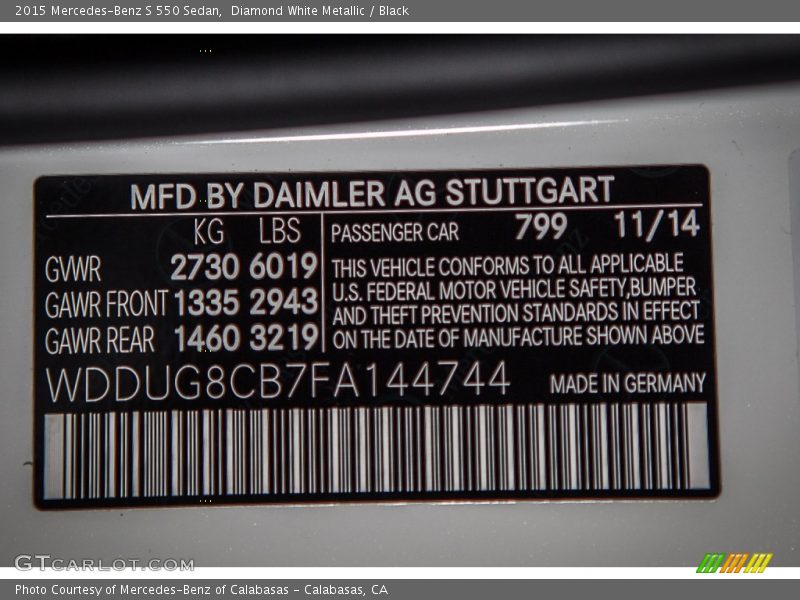 2015 Mercedes-Benz S 550 Sedan, Diamond White Metallic / Black
MFD BY DAIMLER AG STUTTGART
KG LBS
GVWR 2730 6019
GAWR FRONT 1335 2943
GAWR REAR 1460 3219
PASSENGER CAR 799 11/14
THIS VEHICLE CONFORMS TO ALL APPLICABLE
U.S. FEDERAL MOTOR VEHICLE SAFETY,BUMPER
AND THEFT PREVENTION STANDARDS IN EFFECT
ON THE DATE OF MANUFACTURE SHOWN ABOVE
WDDUG8CB7FA144744 MADE IN GERMANY
GTCARLOT.COM
Photo Courtesy of Mercedes-Benz of Calabasas - Calabasas, CA